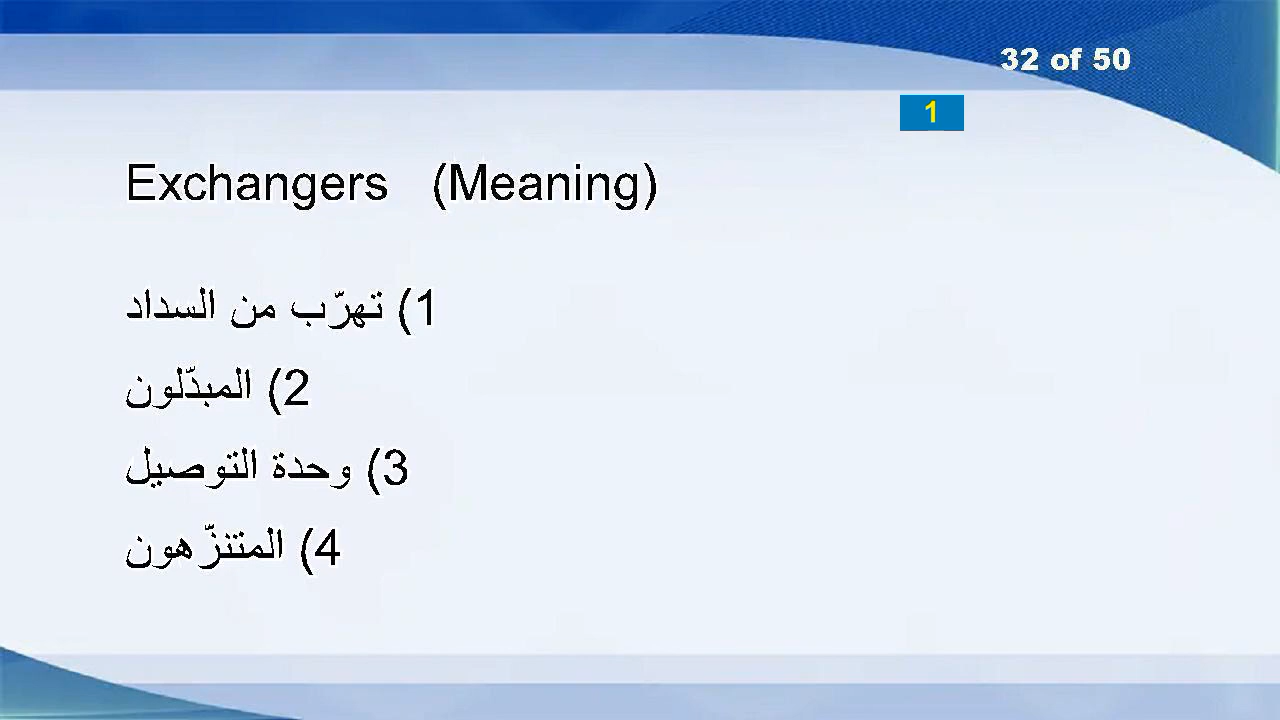 32 of 50
1
Exchangers (Meaning)
1) تهرّب من السداد
2) المبدّلون
3) وحدة التوصيل
4) المتنزّهون